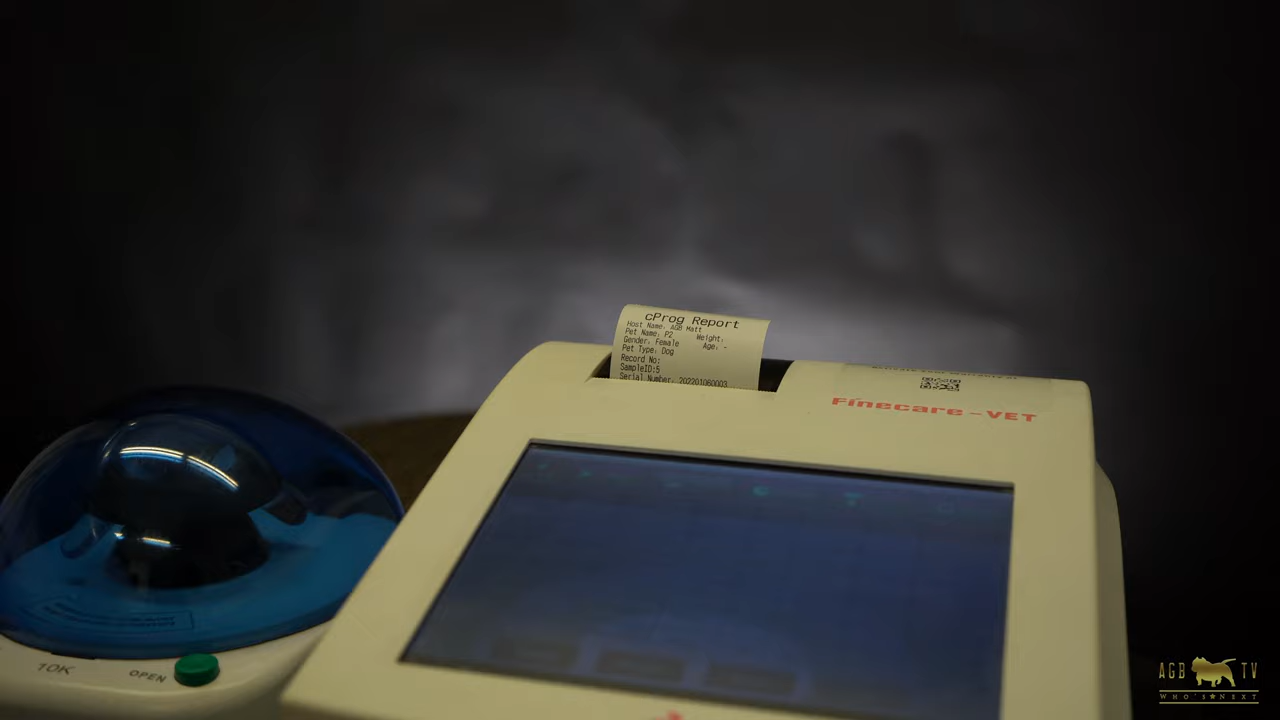 cProg Report
Host Name: AGB Matt
Pet Name: P2 Weight:
Gender: Female Age: -
Pet Type: Dog
Record No:
SampleID:5
Serial Number: 202201060003
Finecare-VET
10K OPEN
AGB TV
WHO'S NEXT